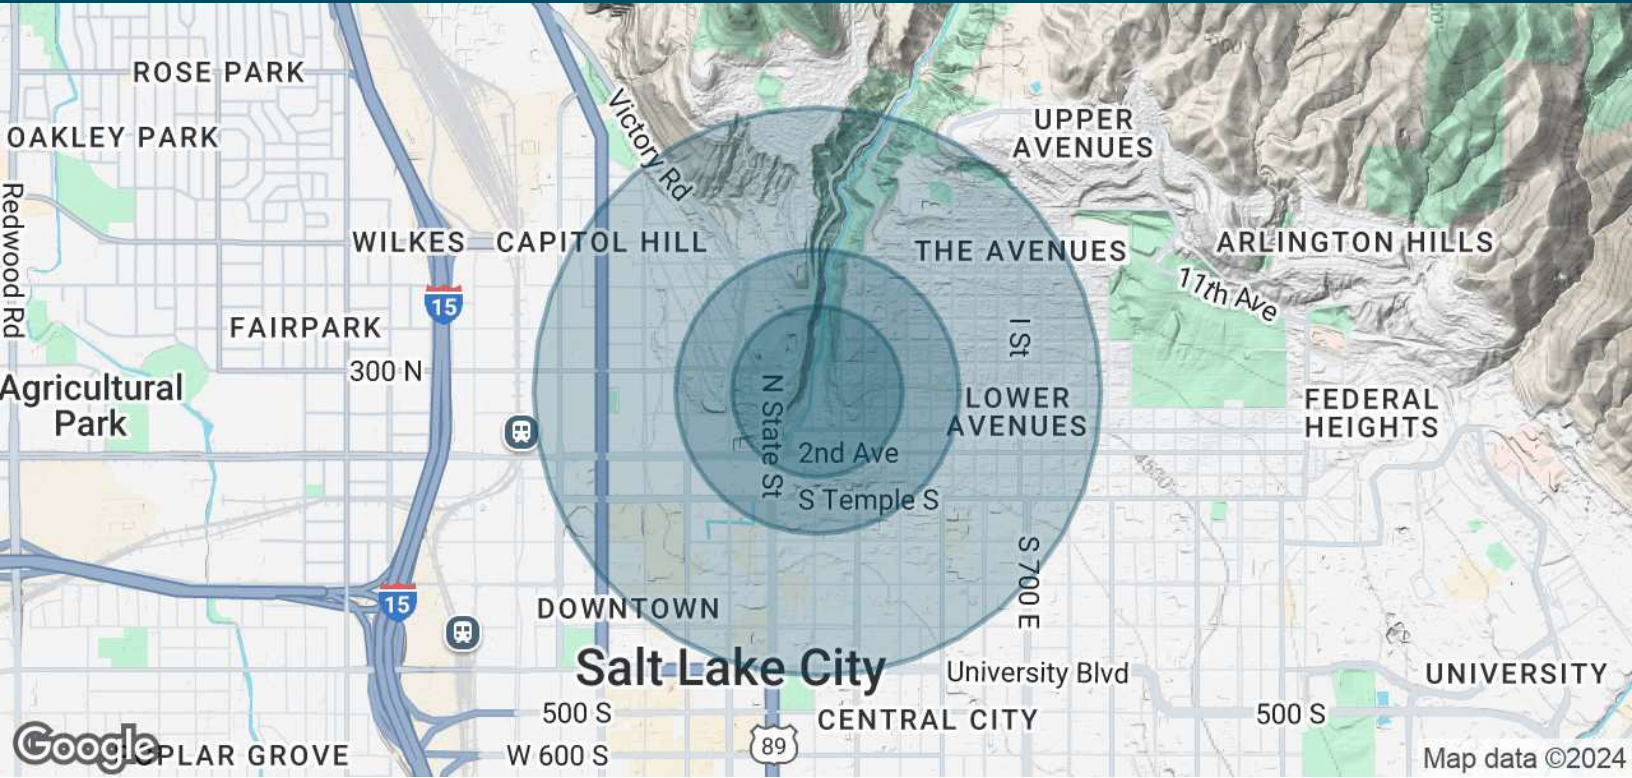 ROSE PARK
OAKLEY PARK
Victory Rd
UPPER
AVENUES
Redwood Rd
WILKES
CAPITOL HILL
THE AVENUES
ARLINGTON HILLS
11th Ave
15
FAIRPARK
I St
300 N
Agricultural
Park
N State St
LOWER
AVENUES
FEDERAL
HEIGHTS
2nd Ave
S Temple S
S 700 E
15
DOWNTOWN
Salt Lake City
University Blvd
UNIVERSITY
500 S
CENTRAL CITY
500 S
Google
OPLAR GROVE
W 600 S
89
Map data ©2024